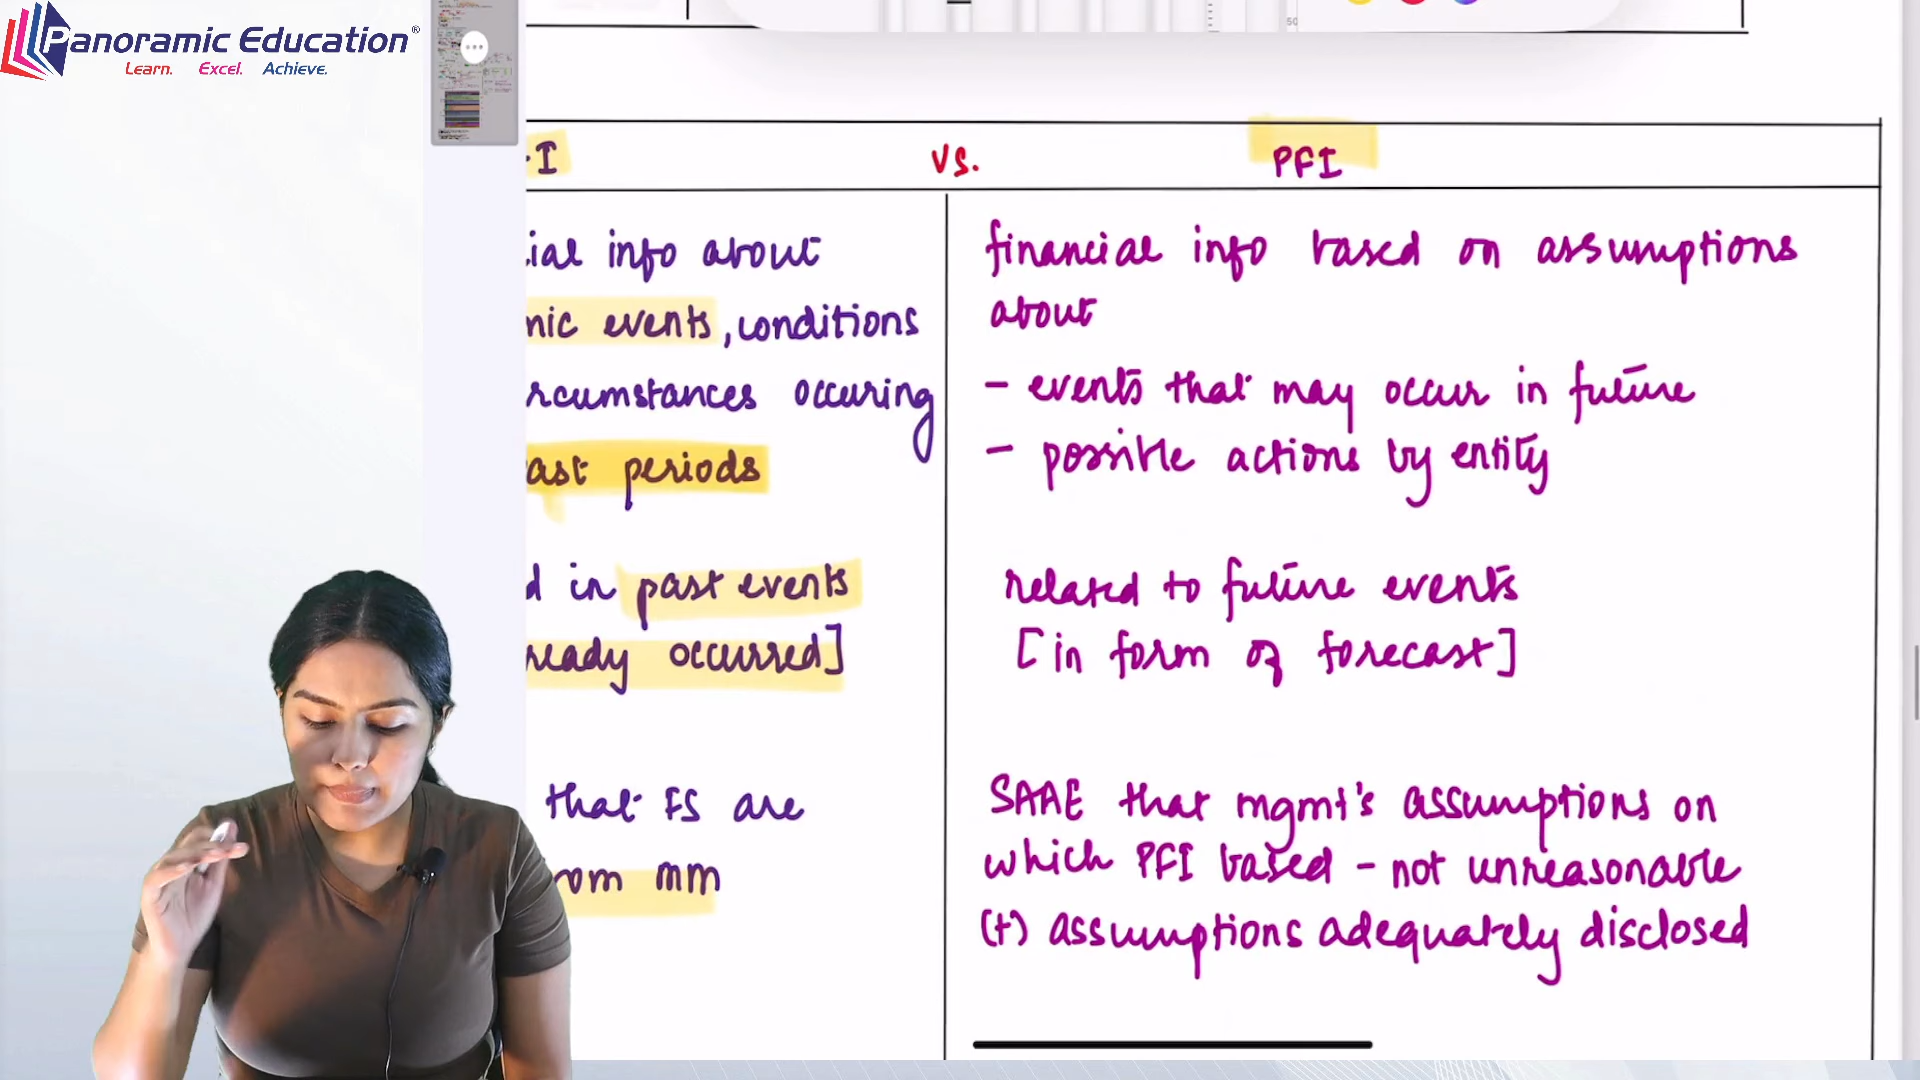 Panoramic Education®
Learn. Excel. Achieve.
50
I vs. PFI
ial info about
nic events, conditions
rcumstances occuring
ast periods
d in past events
ready occurred]
that FS are
rom mm
financial info based on assumptions
about
- events that may occur in future
- possible actions by entity
related to future events
[in form of forecast]
SAAE that mgmt's assumptions on
which PFI based - not unreasonable
(+) assumptions adequately disclosed